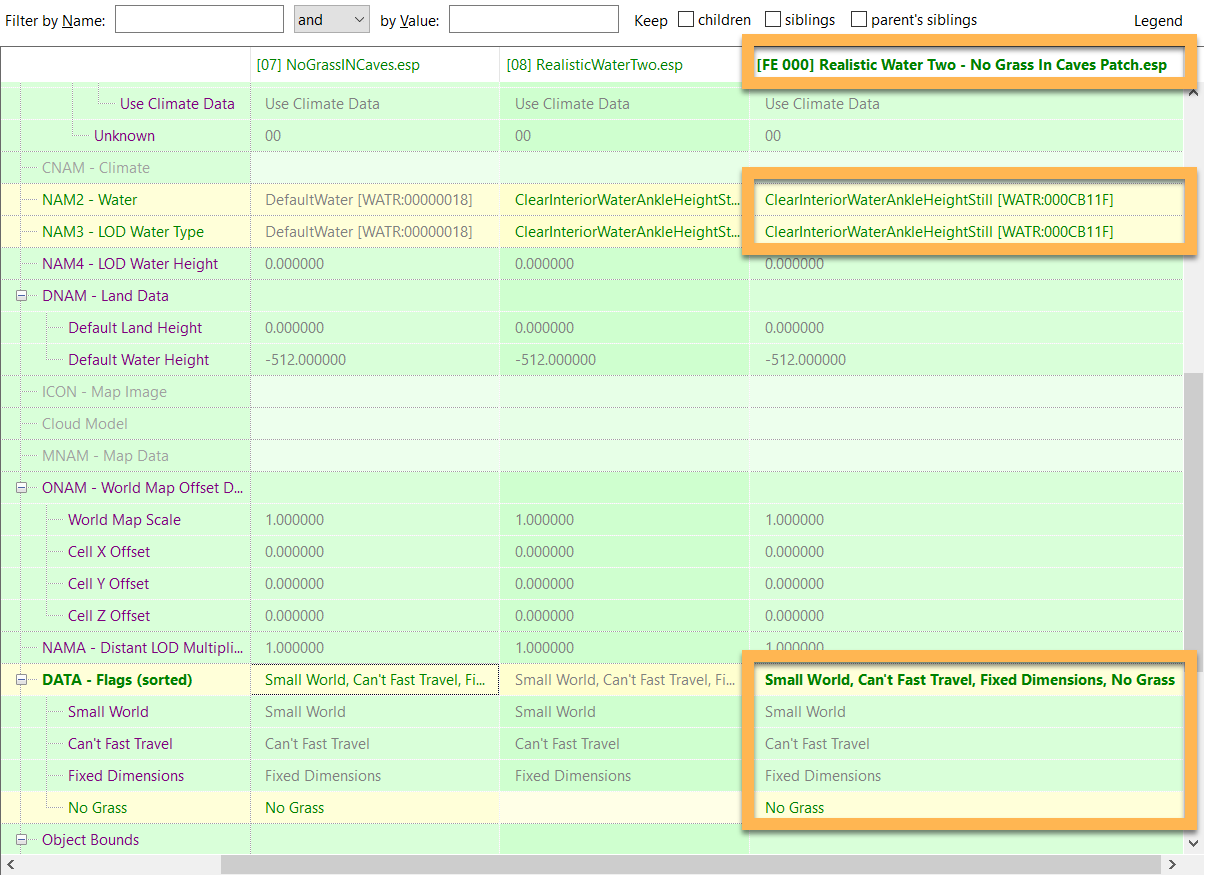 Filter by Name: and by Value: Keep children siblings parent's siblings Legend
[07] NoGrassINCaves.esp [08] RealisticWaterTwo.esp [FE 000] Realistic Water Two - No Grass In Caves Patch.esp
Use Climate Data Use Climate Data Use Climate Data Use Climate Data
Unknown 00 00 00
CNAM - Climate
NAM2 - Water DefaultWater [WATR:00000018] ClearInteriorWaterAnkleHeightSt... ClearInteriorWaterAnkleHeightStill [WATR:000CB11F]
NAM3 - LOD Water Type DefaultWater [WATR:00000018] ClearInteriorWaterAnkleHeightSt... ClearInteriorWaterAnkleHeightStill [WATR:000CB11F]
NAM4 - LOD Water Height 0.000000 0.000000 0.000000
DNAM - Land Data
Default Land Height 0.000000 0.000000 0.000000
Default Water Height -512.000000 -512.000000 -512.000000
ICON - Map Image
Cloud Model
MNAM - Map Data
ONAM - World Map Offset D...
World Map Scale 1.000000 1.000000 1.000000
Cell X Offset 0.000000 0.000000 0.000000
Cell Y Offset 0.000000 0.000000 0.000000
Cell Z Offset 0.000000 0.000000 0.000000
NAMA - Distant LOD Multipli... 1.000000 1.000000 1.000000
DATA - Flags (sorted) Small World, Can't Fast Travel, Fi... Small World, Can't Fast Travel, Fi... Small World, Can't Fast Travel, Fixed Dimensions, No Grass
Small World Small World Small World Small World
Can't Fast Travel Can't Fast Travel Can't Fast Travel Can't Fast Travel
Fixed Dimensions Fixed Dimensions Fixed Dimensions Fixed Dimensions
No Grass No Grass No Grass
Object Bounds